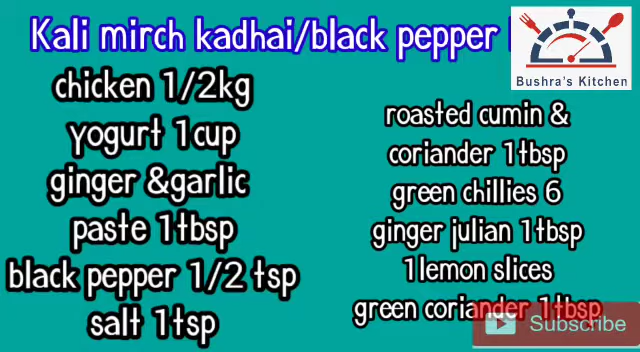 Kali mirch kadhai/black pepper
Bushra's Kitchen
chicken 1/2kg
yogurt 1cup
ginger &garlic
paste 1tbsp
black pepper 1/2 tsp
salt 1tsp
roasted cumin &
coriander 1tbsp
green chillies 6
ginger julian 1tbsp
1lemon slices
green coriander 1tbsp
Subscribe